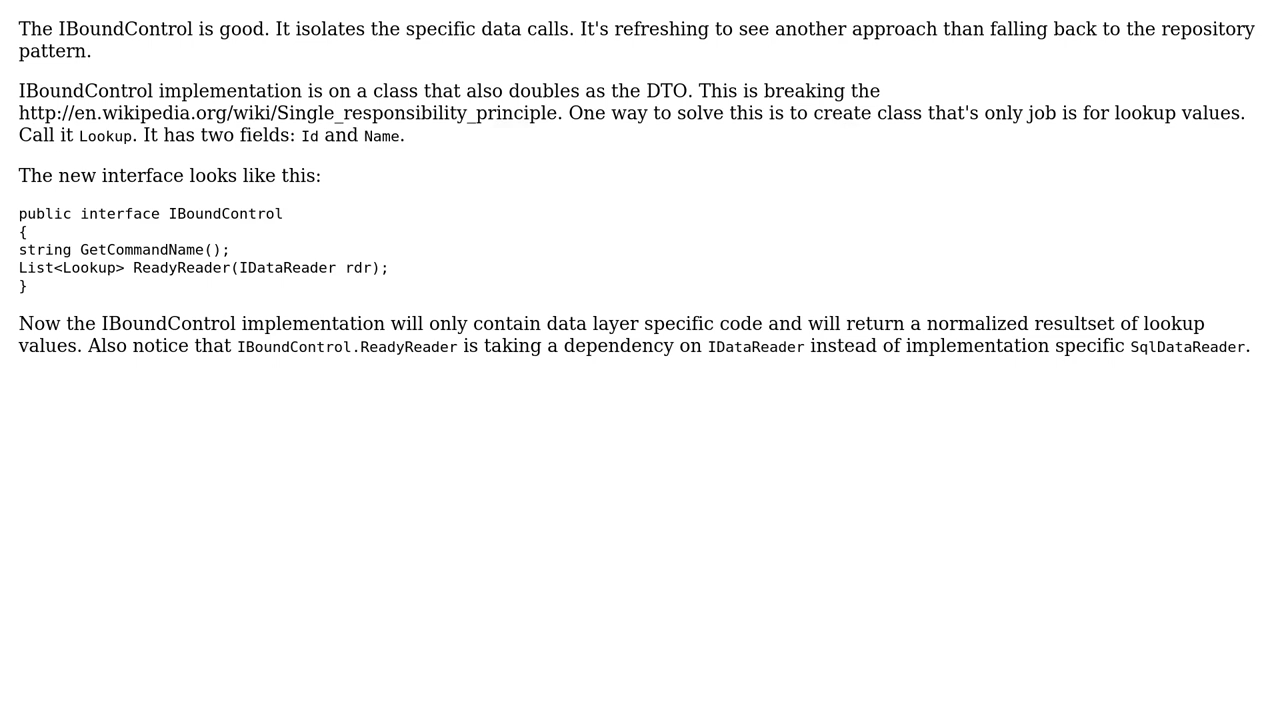 The IBoundControl is good. It isolates the specific data calls. It's refreshing to see another approach than falling back to the repository
pattern.
IBoundControl implementation is on a class that also doubles as the DTO. This is breaking the
http://en.wikipedia.org/wiki/Single_responsibility_principle. One way to solve this is to create class that's only job is for lookup values.
Call it Lookup. It has two fields: Id and Name.
The new interface looks like this:
public interface IBoundControl
{
string GetCommandName();
List<Lookup> ReadyReader(IDataReader rdr);
}
Now the IBoundControl implementation will only contain data layer specific code and will return a normalized resultset of lookup
values. Also notice that IBoundControl.ReadyReader is taking a dependency on IDataReader instead of implementation specific SqlDataReader.